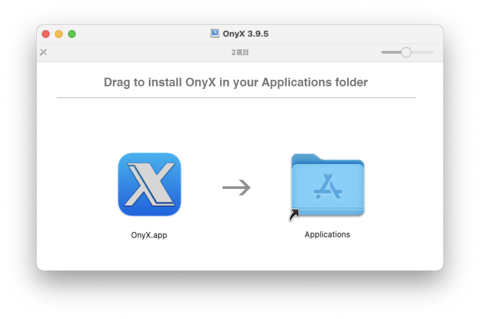 OnyX 3.9.5
2項目
Drag to install OnyX in your Applications folder
OnyX.app
Applications